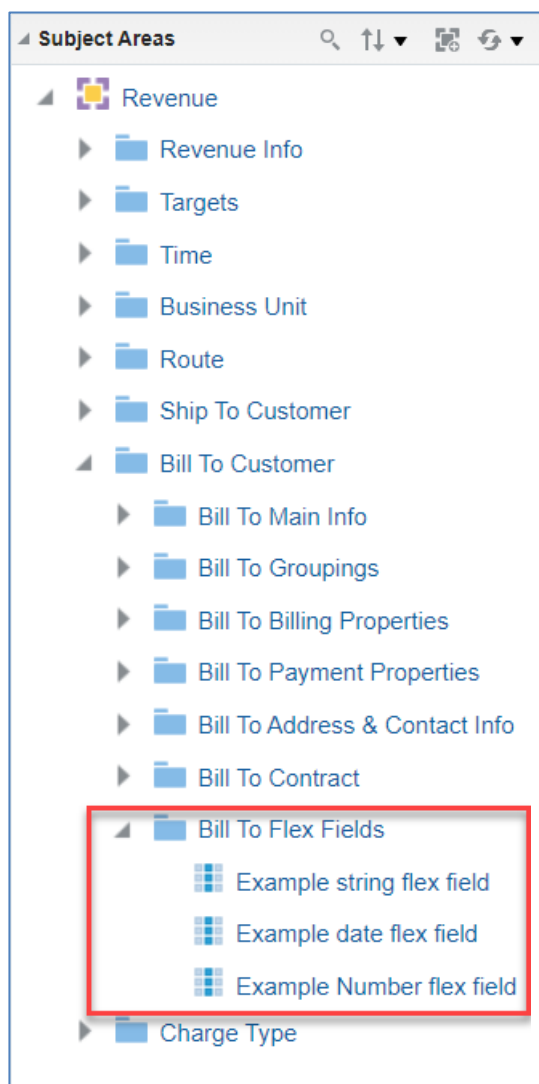 Subject Areas
Revenue
Revenue Info
Targets
Time
Business Unit
Route
Ship To Customer
Bill To Customer
Bill To Main Info
Bill To Groupings
Bill To Billing Properties
Bill To Payment Properties
Bill To Address & Contact Info
Bill To Contract
Bill To Flex Fields
Example string flex field
Example date flex field
Example Number flex field
Charge Type